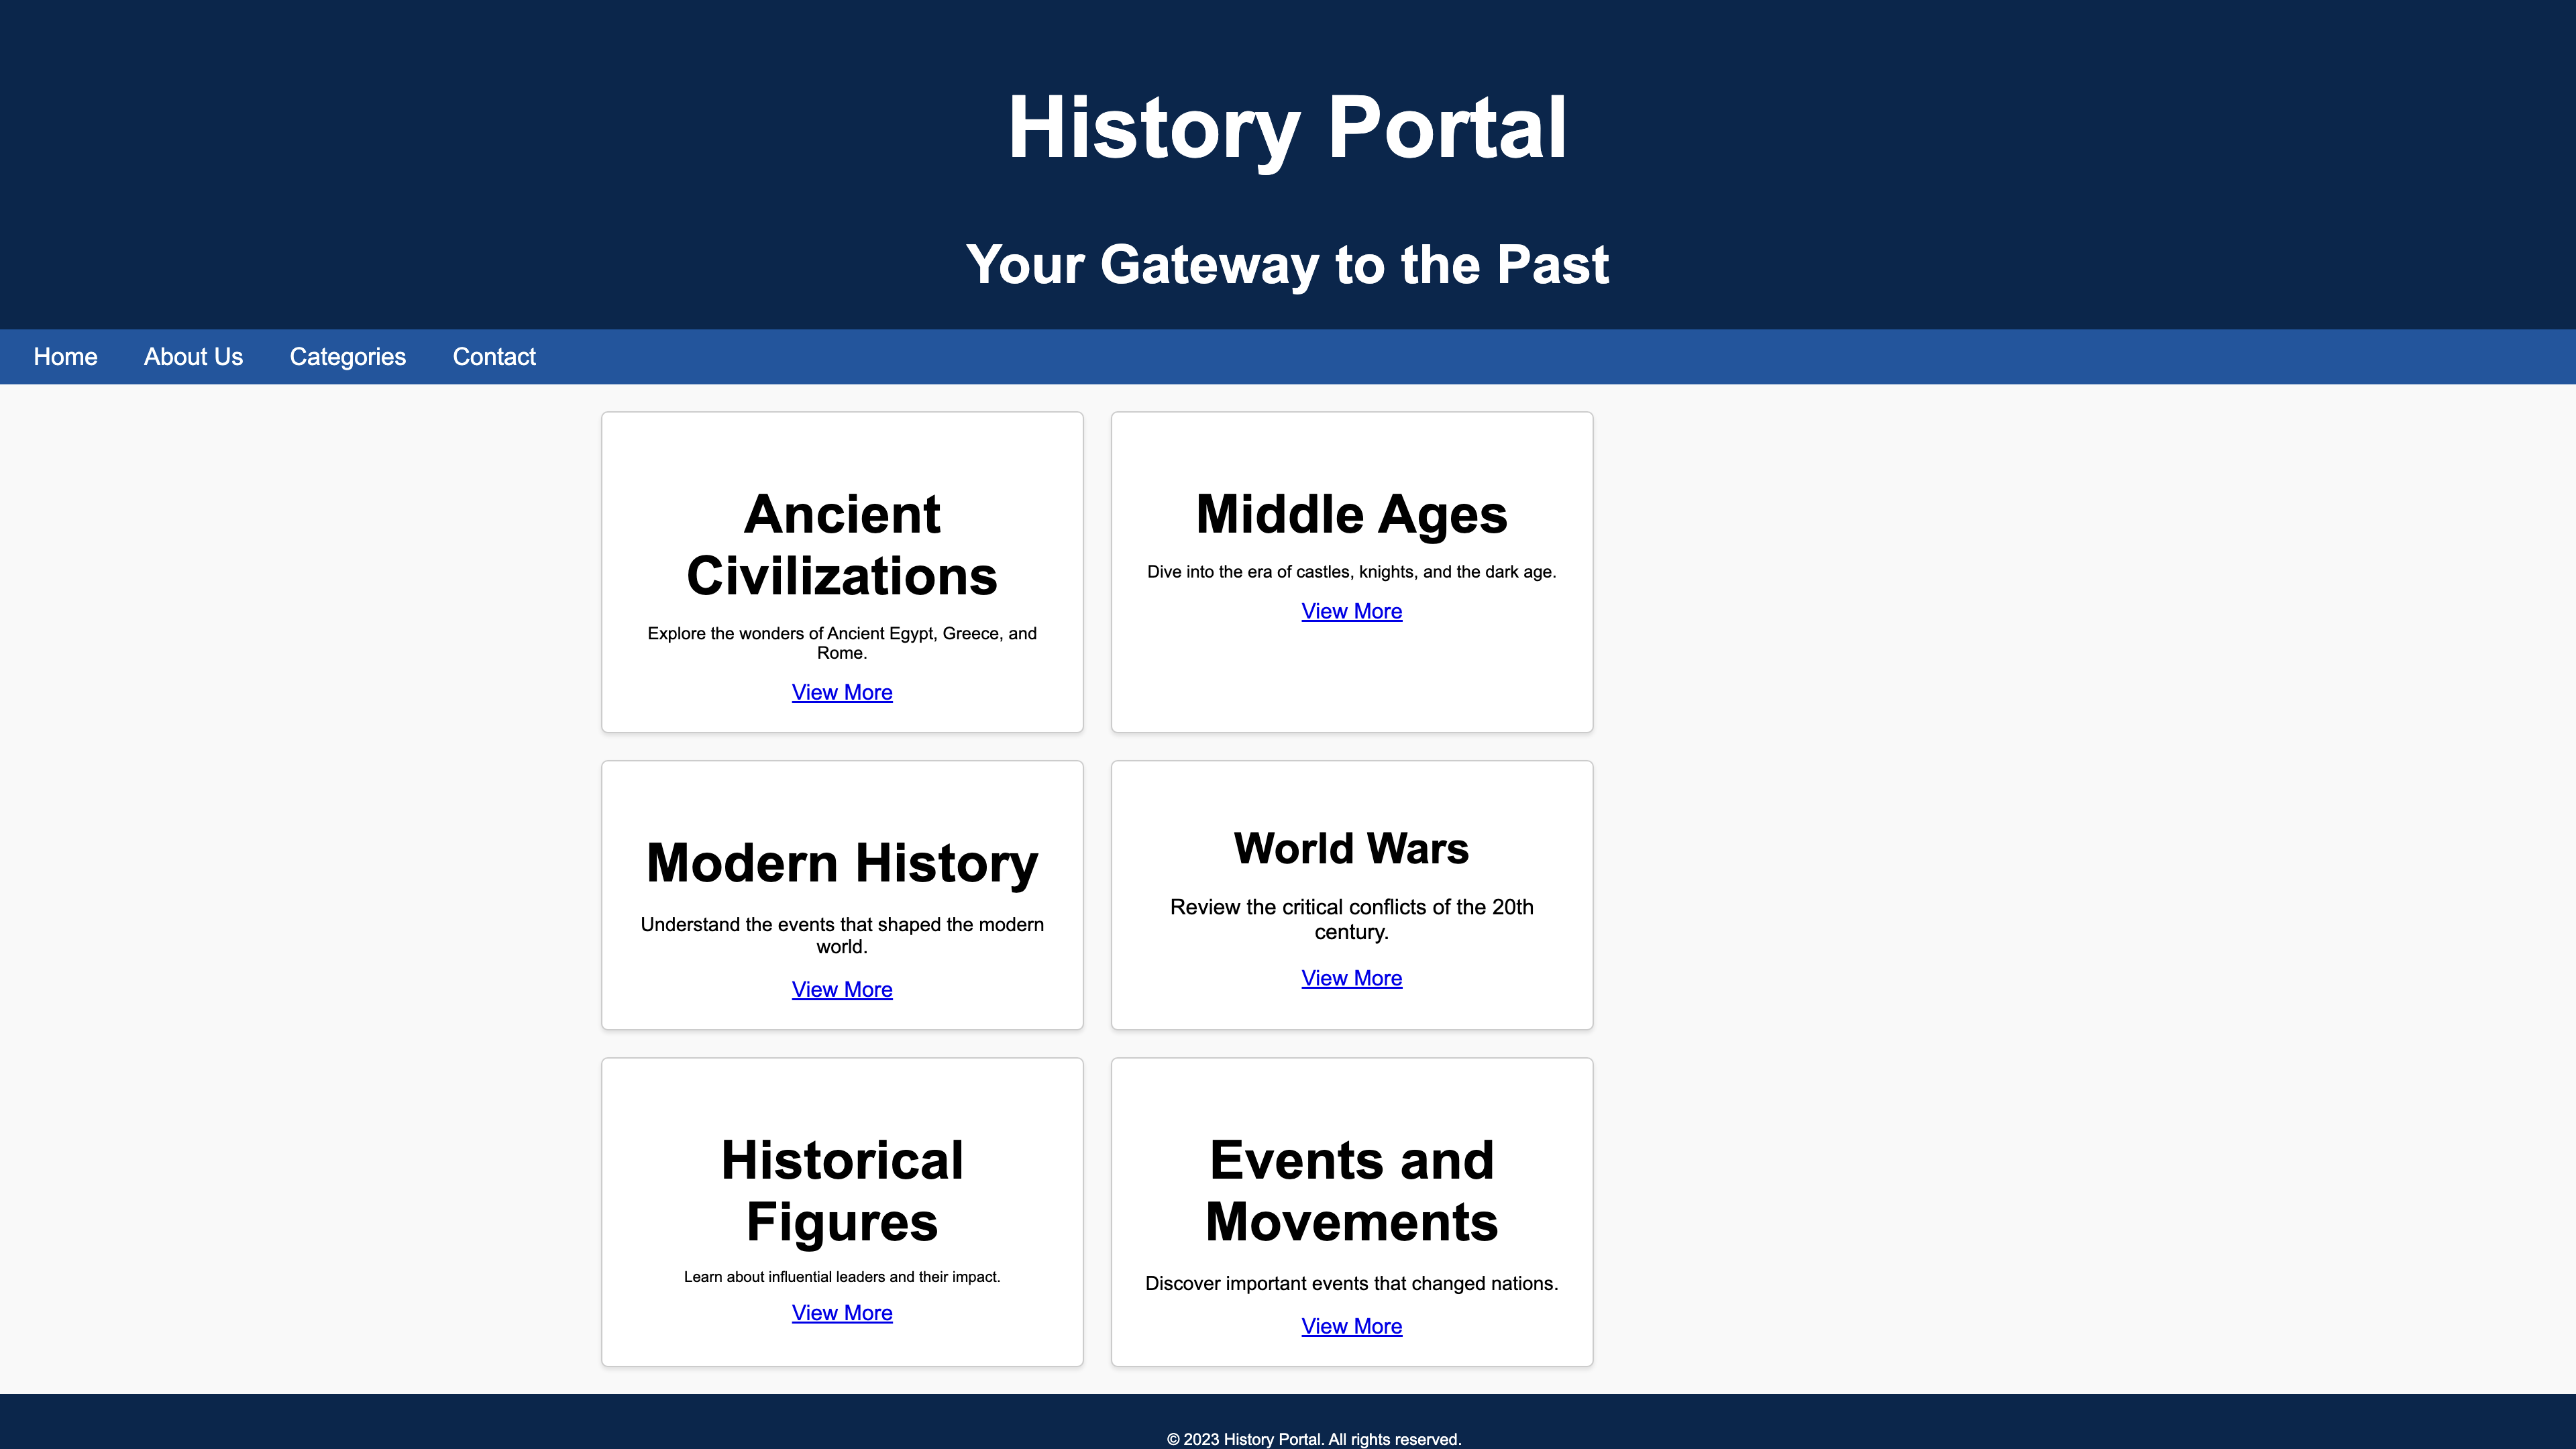 History Portal
Your Gateway to the Past
Home About Us Categories Contact
Ancient
Civilizations
Explore the wonders of Ancient Egypt, Greece, and
Rome.
View More
Middle Ages
Dive into the era of castles, knights, and the dark age.
View More
Modern History
Understand the events that shaped the modern
world.
View More
World Wars
Review the critical conflicts of the 20th
century.
View More
Historical
Figures
Learn about influential leaders and their impact.
View More
Events and
Movements
Discover important events that changed nations.
View More
© 2023 History Portal. All rights reserved.